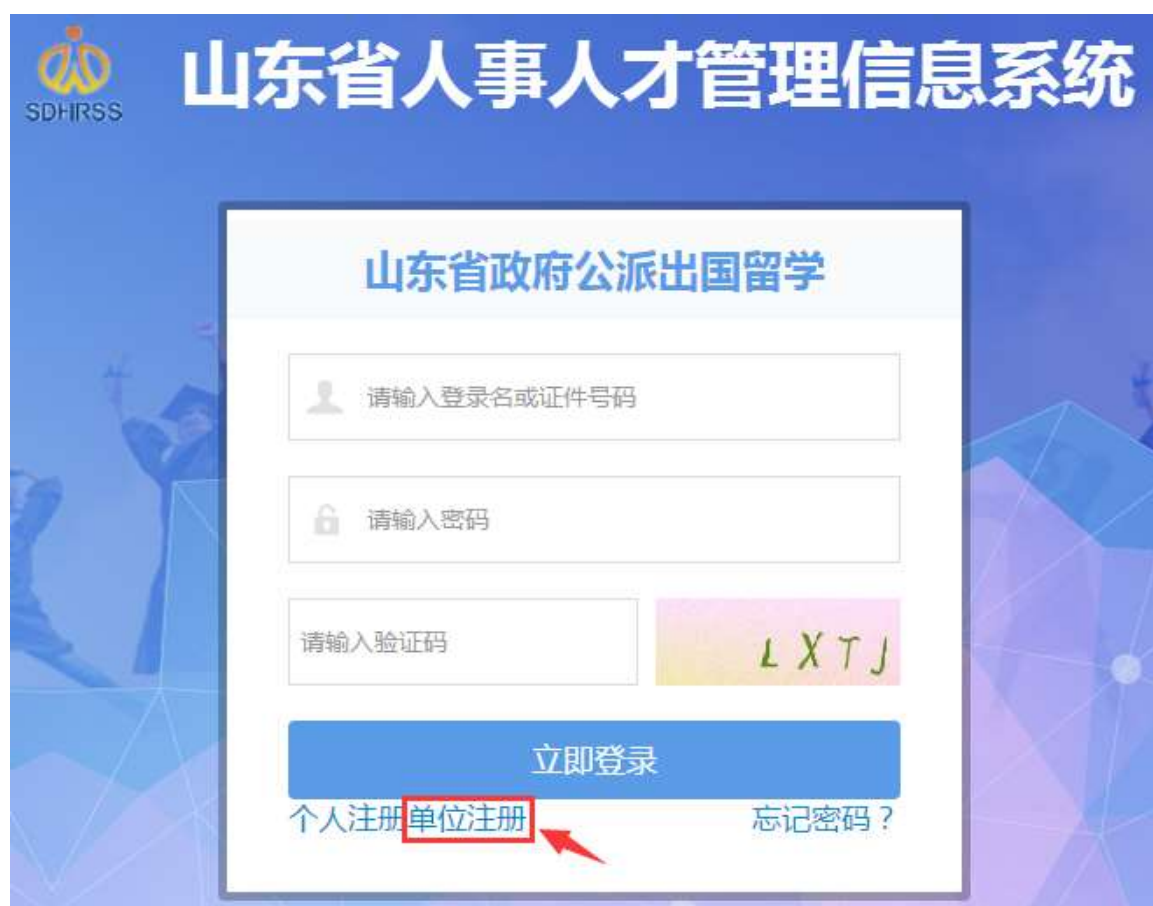 山东省人事人才管理信息系统
SDHRSS
山东省政府公派出国留学
请输入登录名或证件号码
请输入密码
请输入验证码
LXTJ
立即登录
个人注册 单位注册 忘记密码？